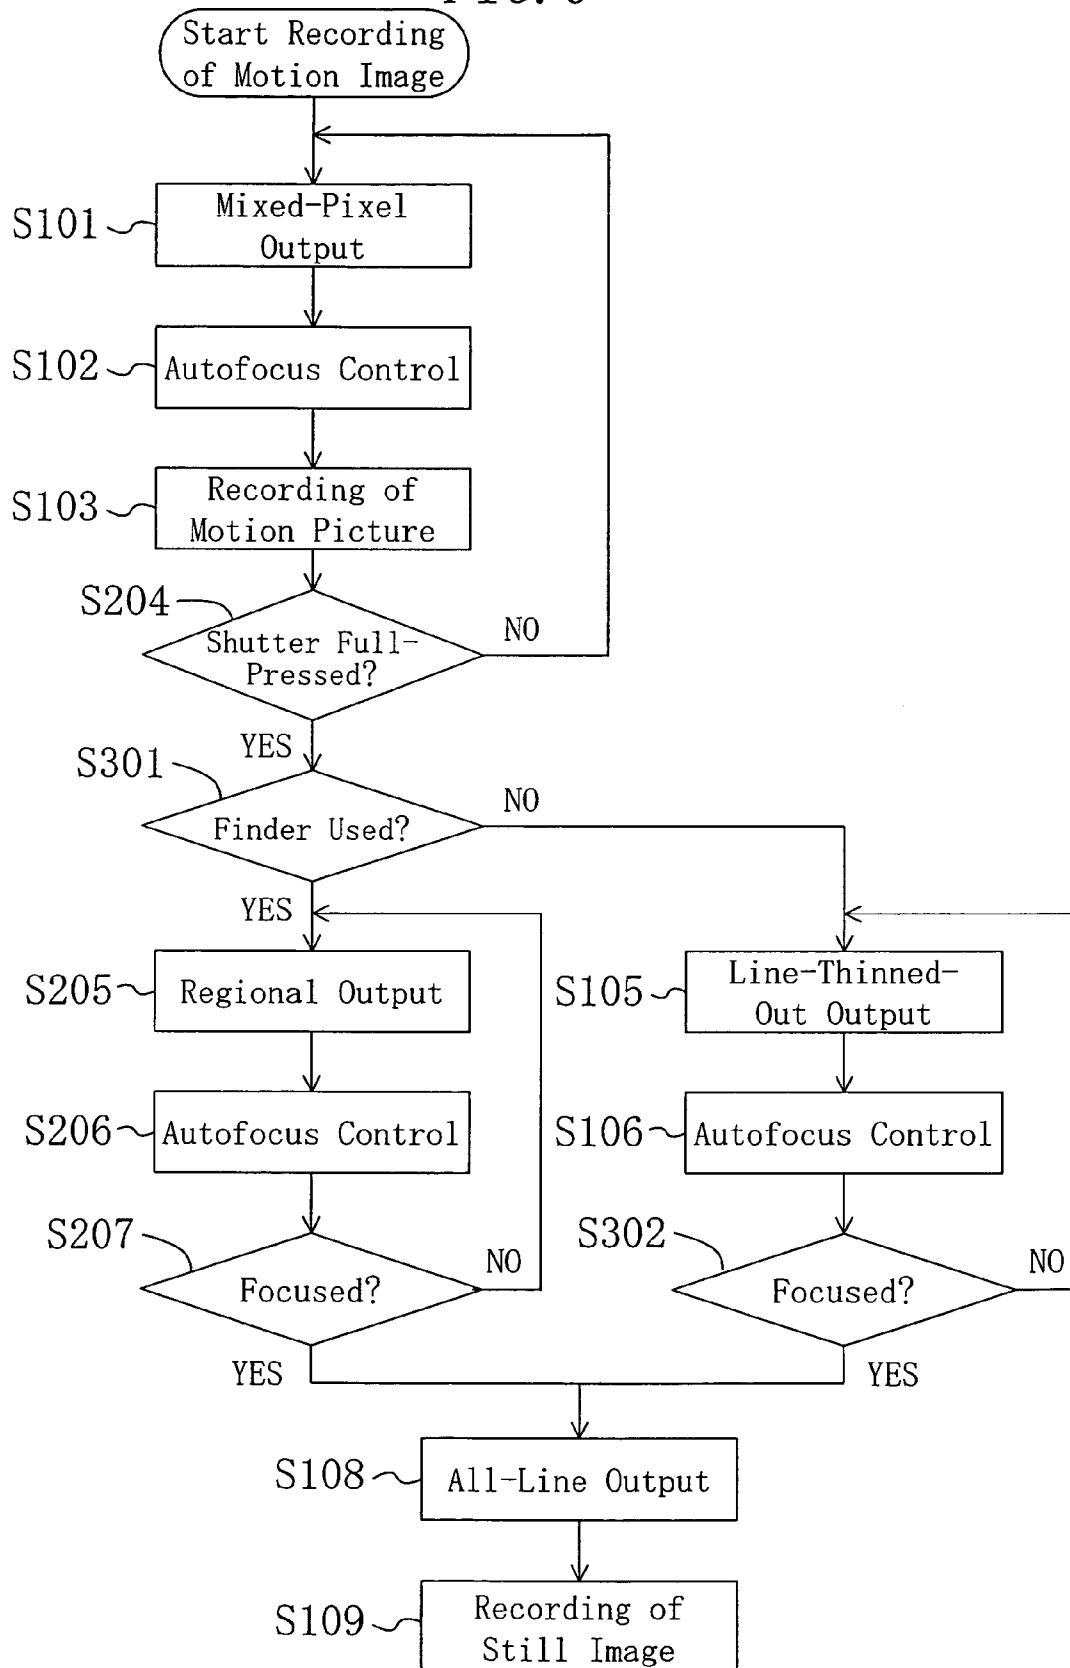 Start Recording
of Motion Image
S101
Mixed-Pixel
Output
S102
Autofocus Control
S103
Recording of
Motion Picture
S204
Shutter Full-
Pressed?
NO
YES
S301
Finder Used?
NO
YES
S205
Regional Output
S105
Line-Thinned-
Out Output
S206
Autofocus Control
S106
Autofocus Control
S207
Focused?
NO
S302
Focused?
NO
YES
YES
S108
All-Line Output
S109
Recording of
Still Image